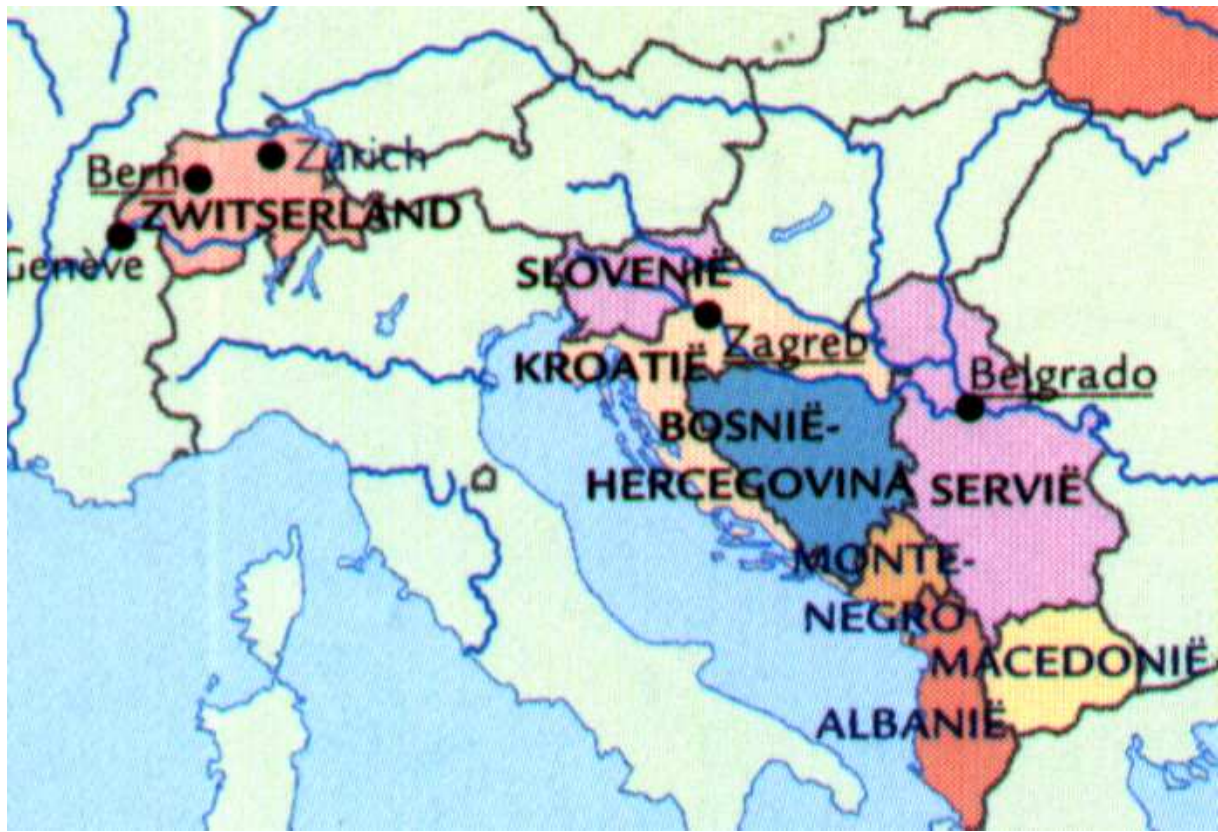 Zürich
Bern
ZWITSERLAND
Genève
SLOVENIË
Zagreb
KROATIË
Belgrado
BOSNIË-
HERCEGOVINA
SERVIË
MONTE-
NEGRO
MACEDONIË
ALBANIË